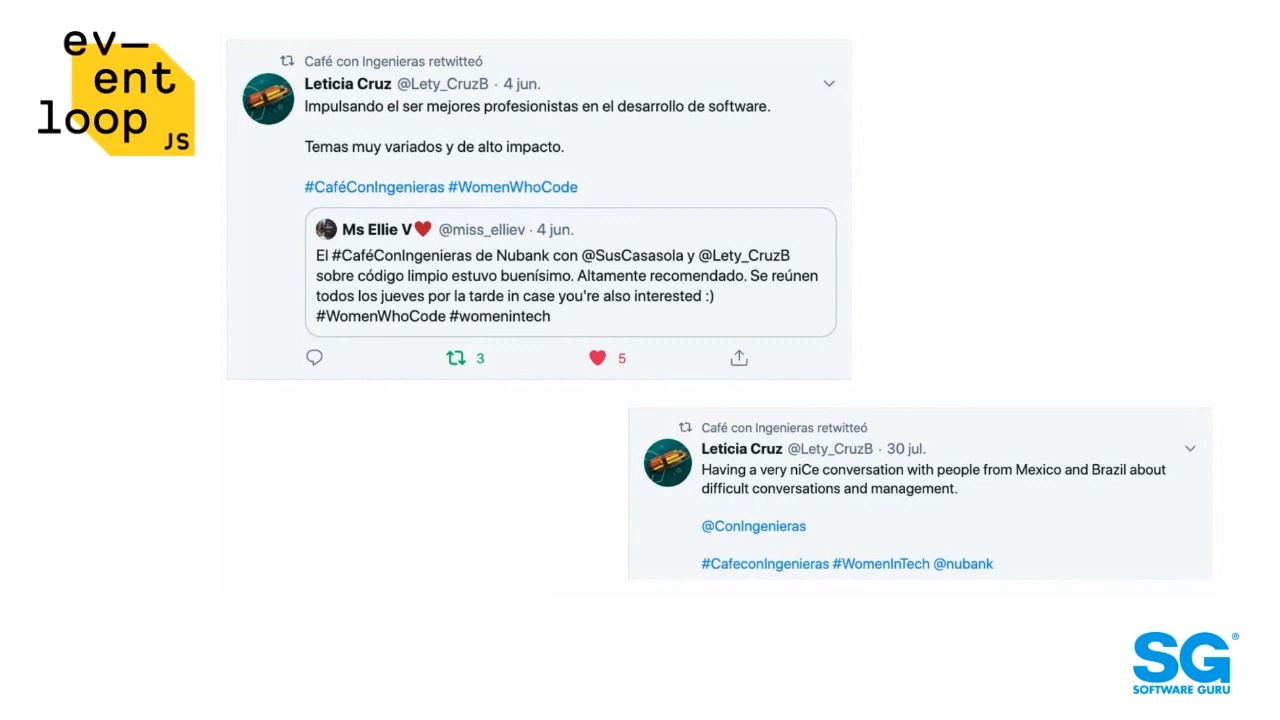 ev—
ent
loop
JS
Café con Ingenieras retwitteó
Leticia Cruz @Lety_CruzB · 4 jun.
Impulsando el ser mejores profesionistas en el desarrollo de software.
Temas muy variados y de alto impacto.
#CaféConIngenieras #WomenWhoCode
Ms Ellie V❤️ @miss_elliev · 4 jun.
El #CaféConIngenieras de Nubank con @SusCasasola y @Lety_CruzB
sobre código limpio estuvo buenísimo. Altamente recomendado. Se reúnen
todos los jueves por la tarde in case you're also interested :)
#WomenWhoCode #womenintech
3 5
Café con Ingenieras retwitteó
Leticia Cruz @Lety_CruzB · 30 jul.
Having a very niCe conversation with people from Mexico and Brazil about
difficult conversations and management.
@ConIngenieras
#CafeconIngenieras #WomenInTech @nubank
SG®
SOFTWARE GURU